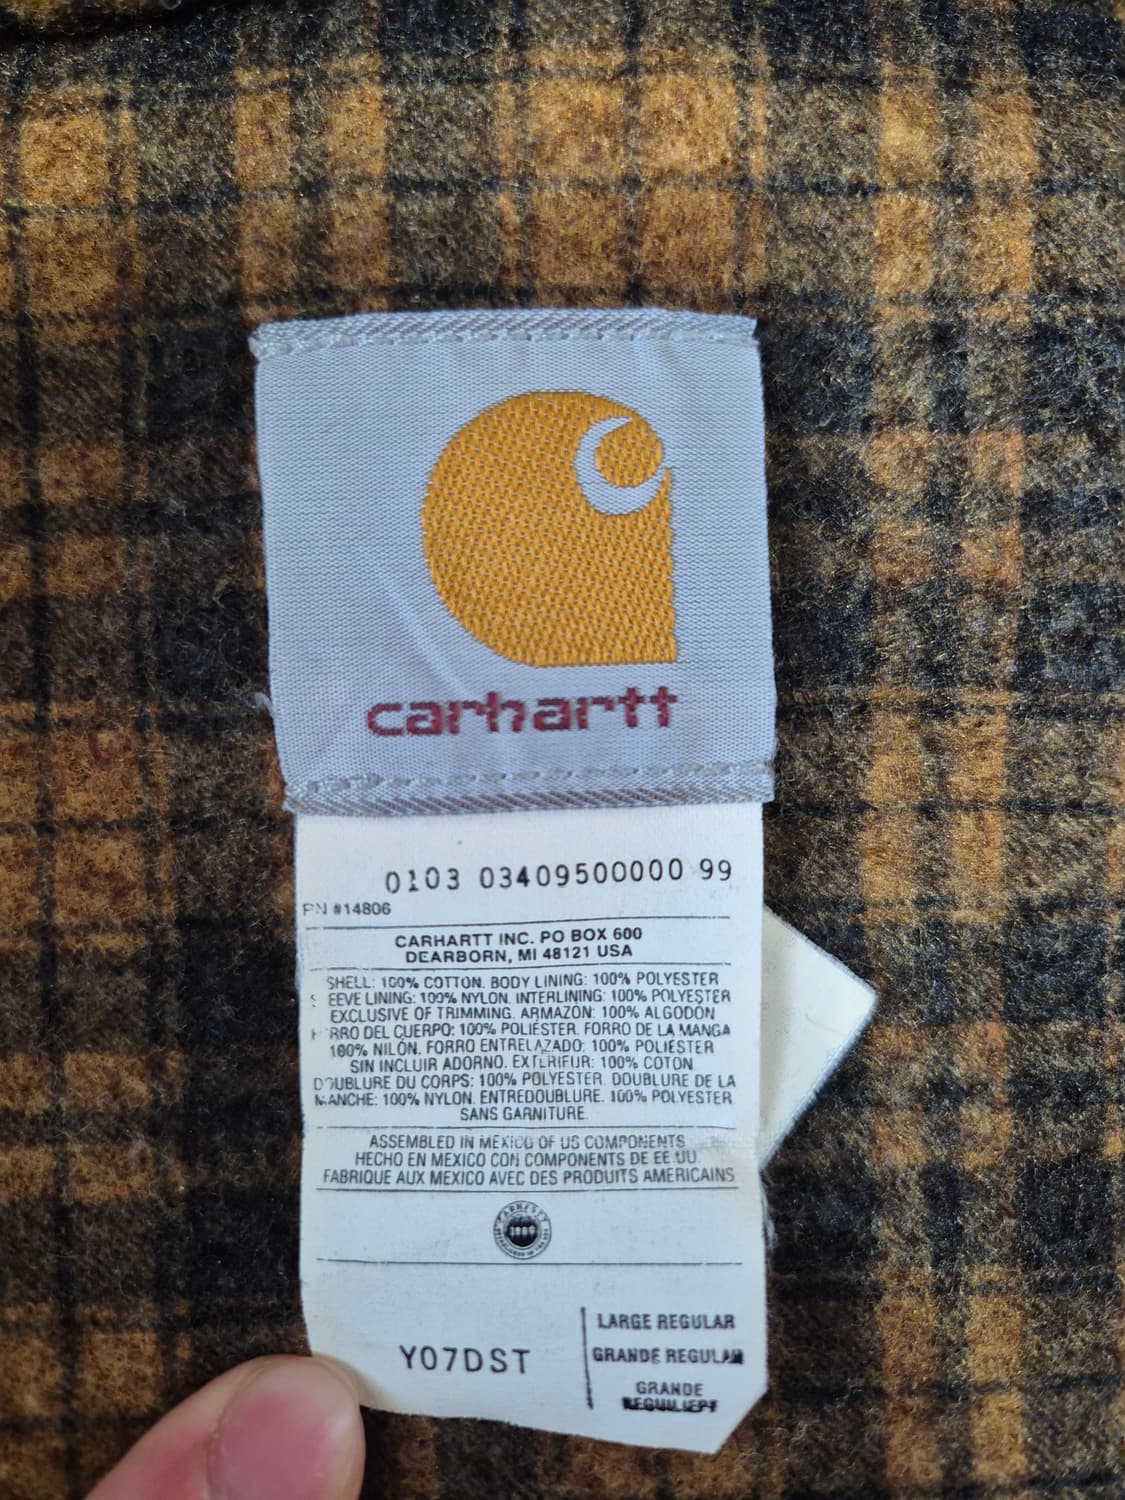 carhartt
0103 03409500000 99
PN #14806
CARHARTT INC. PO BOX 600
DEARBORN, MI 48121 USA
SHELL: 100% COTTON. BODY LINING: 100% POLYESTER
EEVE LINING: 100% NYLON. INTERLINING: 100% POLYESTER
EXCLUSIVE OF TRIMMING. ARMAZÓN: 100% ALGODÓN
RRO DEL CUERPO: 100% POLIÉSTER. FORRO DE LA MANGA
100% NILÓN. FORRO ENTRELAZADO: 100% POLIÉSTER
SIN INCLUIR ADORNO. EXTERIEUR: 100% COTON
DOUBLURE DU CORPS: 100% POLYESTER. DOUBLURE DE LA
MANCHE: 100% NYLON. ENTREDOUBLURE. 100% POLYESTER
SANS GARNITURE.
ASSEMBLED IN MEXICO OF US COMPONENTS
HECHO EN MEXICO CON COMPONENTS DE EE.UU.
FABRIQUE AUX MEXICO AVEC DES PRODUITS AMERICAINS
1889
Y07DST
LARGE REGULAR
GRANDE REGULAR
GRANDE